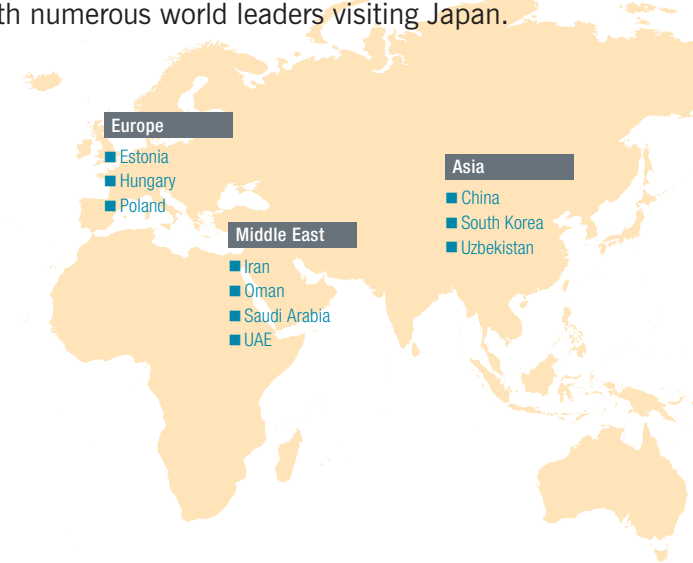 numerous world leaders visiting Japan.
Europe
■ Estonia
■ Hungary
■ Poland
Asia
■ China
■ South Korea
■ Uzbekistan
Middle East
■ Iran
■ Oman
■ Saudi Arabia
■ UAE